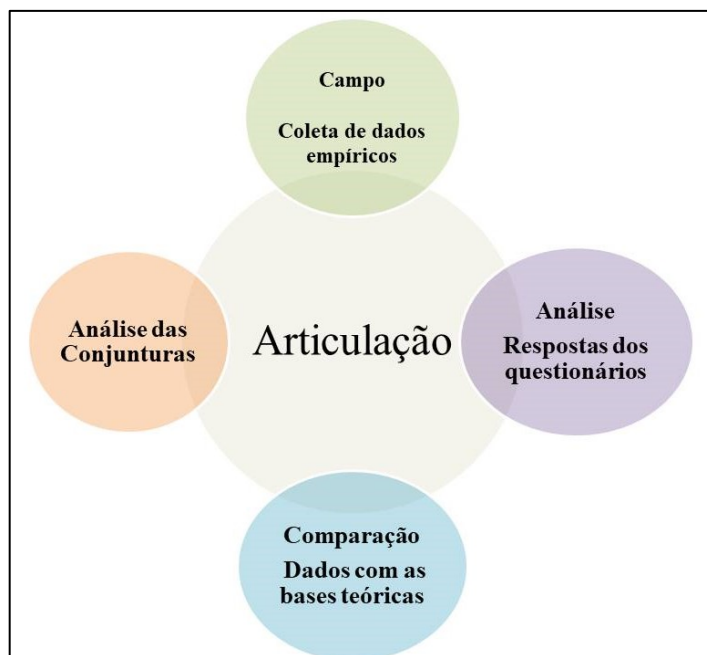 Campo
Coleta de dados
empíricos
Análise das
Conjunturas
Articulação
Análise
Respostas dos
questionários
Comparação
Dados com as
bases teóricas